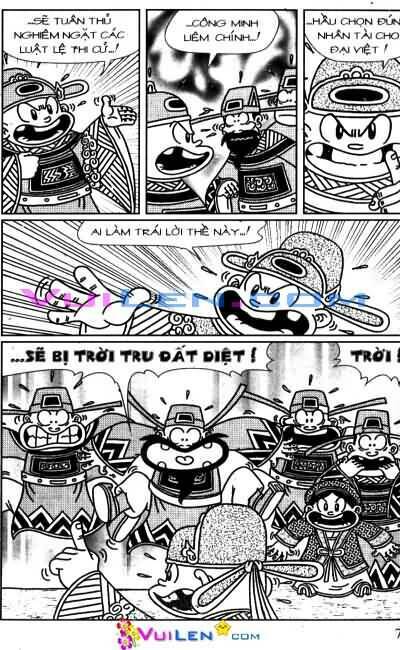 ...SẼ TUÂN THỦ
NGHIÊM NGẶT CÁC
LUẬT LỆ THI CỬ...!
...CÔNG MINH
LIÊM CHÍNH...!
...HẦU CHỌN ĐÚN
NHÂN TÀI CHO
ĐẠI VIỆT!
AI LÀM TRÁI LỜI THỀ NÀY...!
VUILEN.COM
...SẼ BỊ TRỜI TRU ĐẤT DIỆT!
TRỜI!
VUILEN.COM
7